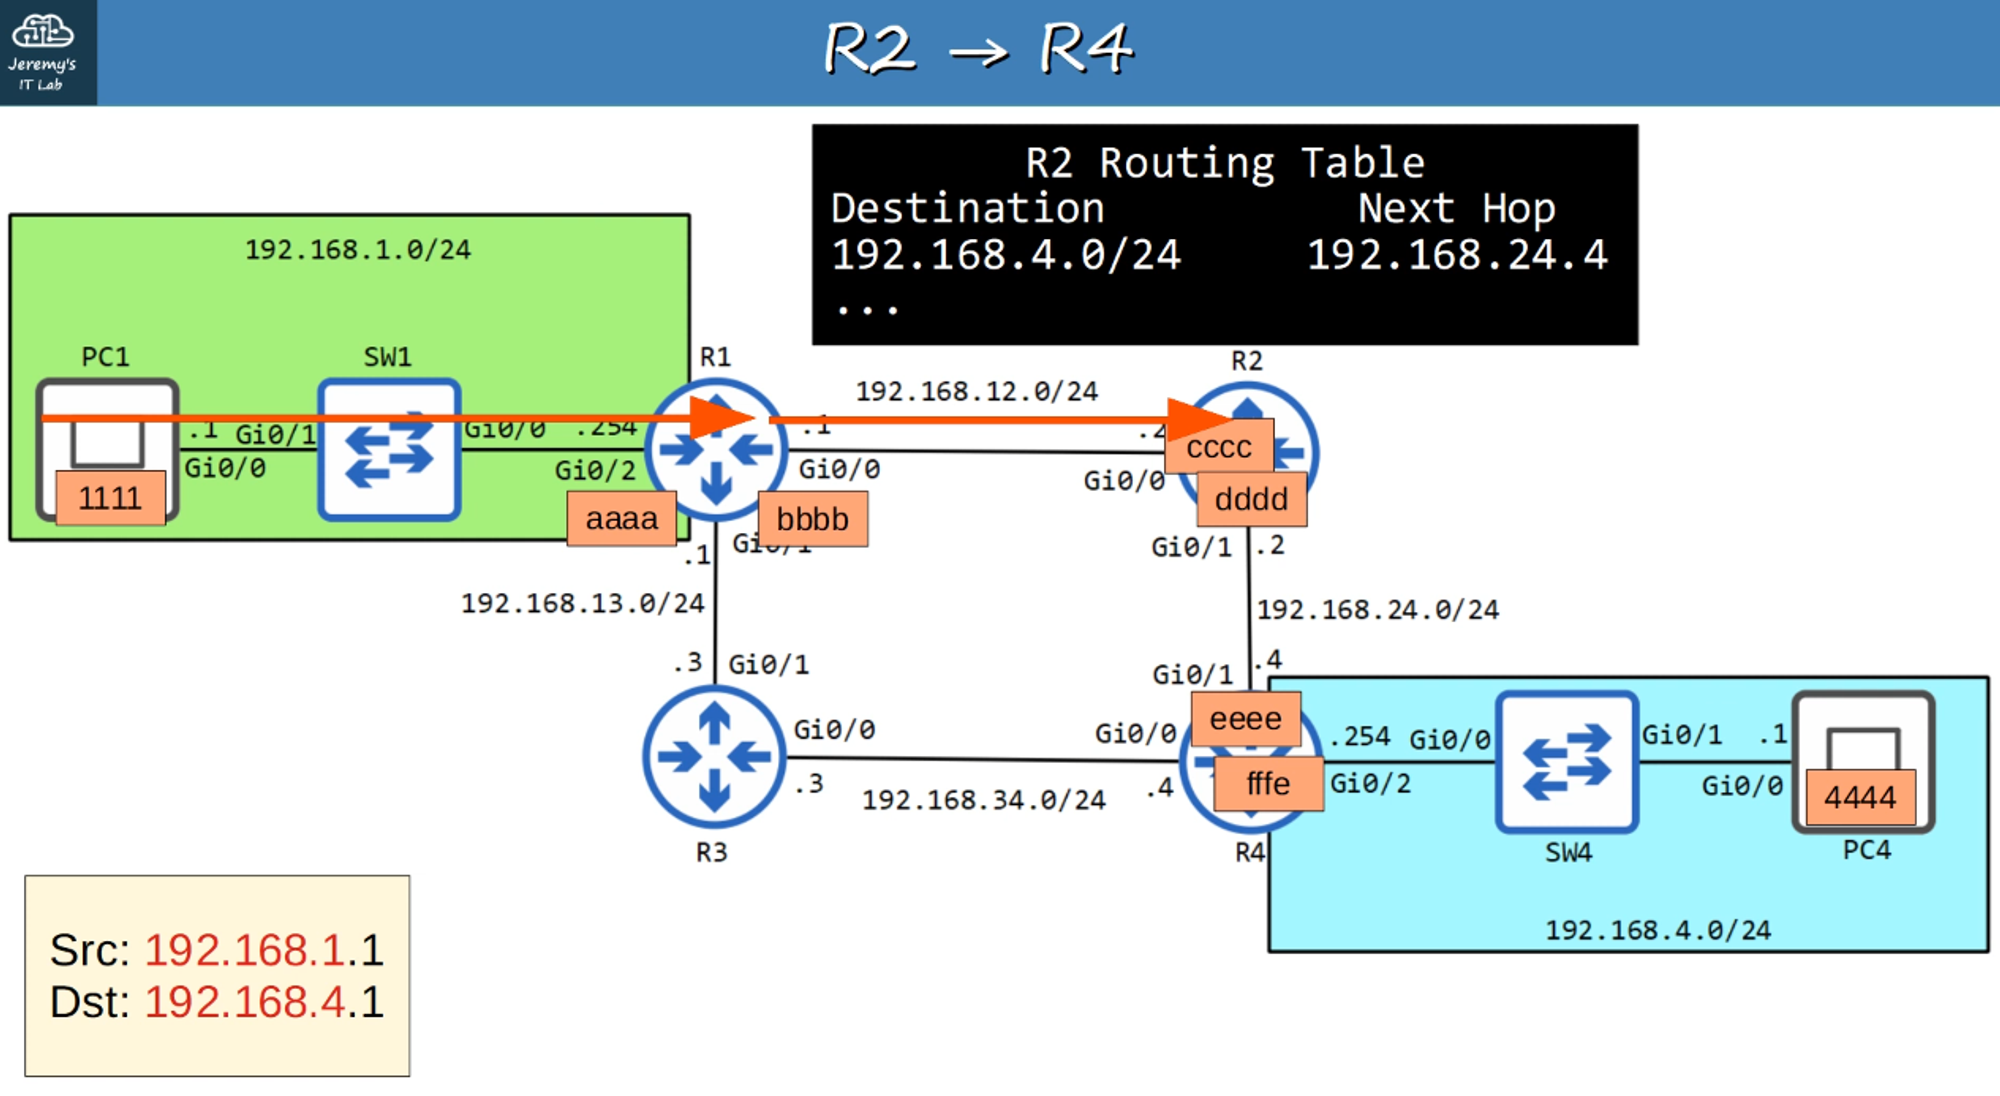 Jeremy's
IT Lab
R2 → R4
R2 Routing Table
Destination Next Hop
192.168.4.0/24 192.168.24.4
...
192.168.1.0/24
PC1
SW1
R1
R2
192.168.12.0/24
.1 Gi0/1
Gi0/0 .254
.1
.2
Gi0/0
Gi0/2
Gi0/0
Gi0/0
cccc
1111
dddd
aaaa
bbbb
.1
Gi0/1
Gi0/1 .2
192.168.13.0/24
192.168.24.0/24
.3 Gi0/1
Gi0/1 .4
eeee
Gi0/0
Gi0/0
.254 Gi0/0
Gi0/1 .1
.3
192.168.34.0/24
.4
fffe
Gi0/2
Gi0/0
4444
R3
R4
SW4
PC4
192.168.4.0/24
Src: 192.168.1.1
Dst: 192.168.4.1